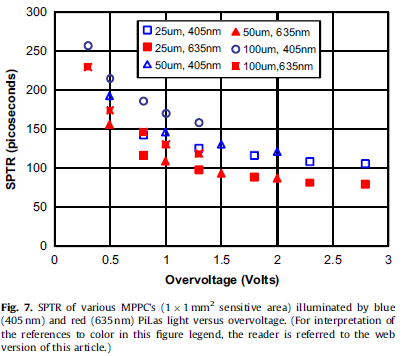 300
250
200
150
100
50
0
SPTR (picoseconds)
25um, 405nm
50um, 635nm
25um, 635nm
100um, 405nm
50um, 405nm
100um,635nm
0 0.5 1 1.5 2 2.5 3
Overvoltage (Volts)
Fig. 7. SPTR of various MPPC's (1 × 1 mm² sensitive area) illuminated by blue
(405 nm) and red (635 nm) PiLas light versus overvoltage. (For interpretation of
the references to color in this figure legend, the reader is referred to the web
version of this article.)